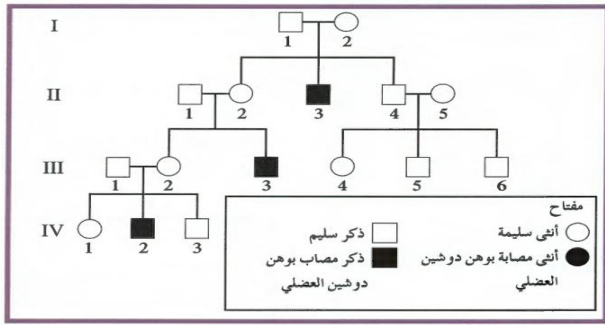 I
1 2
II
1 2 3 4 5
III
1 2 3 4 5 6
IV
1 2 3
مفتاح
أنثى سليمة
ذكر سليم
أنثى مصابة بوهن دوشين
العضلي
ذكر مصاب بوهن
دوشين العضلي